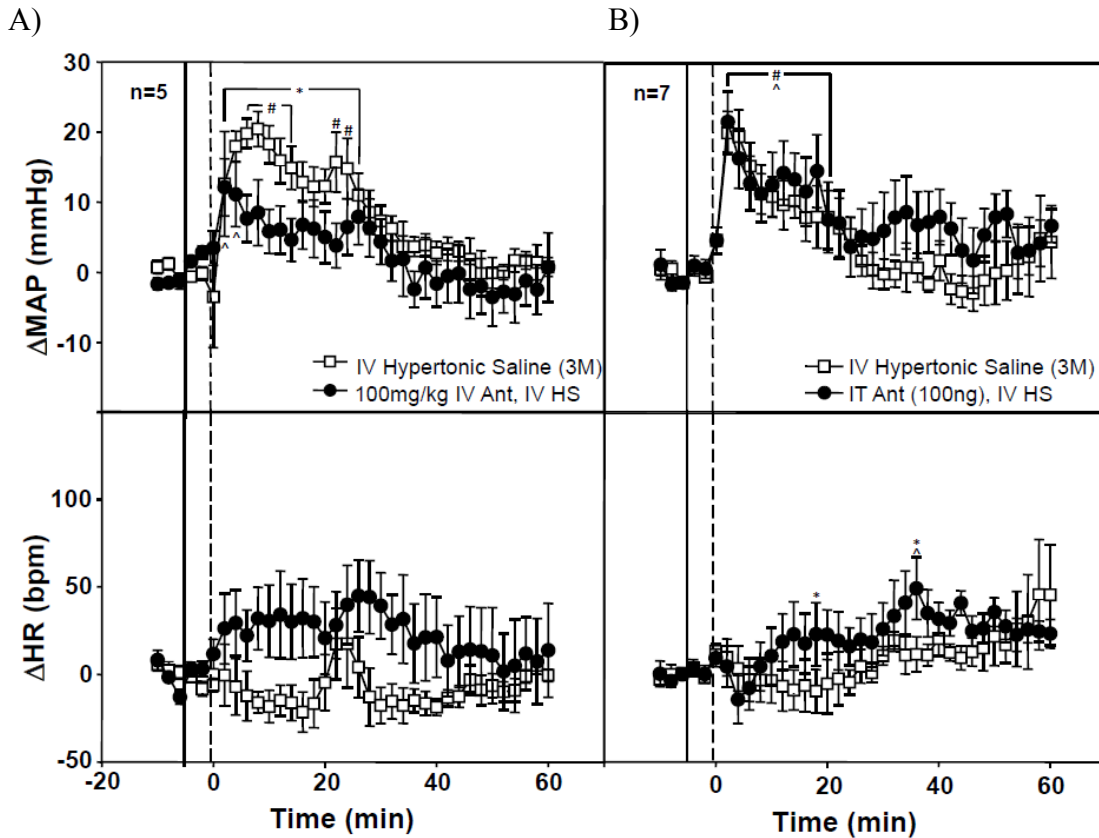 A)
B)
30
20
10
0
-10
ΔMAP (mmHg)
n=5
*
#
# #
^ ^
IV Hypertonic Saline (3M)
100mg/kg IV Ant, IV HS
n=7
#
^
IV Hypertonic Saline (3M)
IT Ant (100ng), IV HS
100
50
0
-50
ΔHR (bpm)
*
*
^
-20 0 20 40 60
0 20 40 60
Time (min)
Time (min)